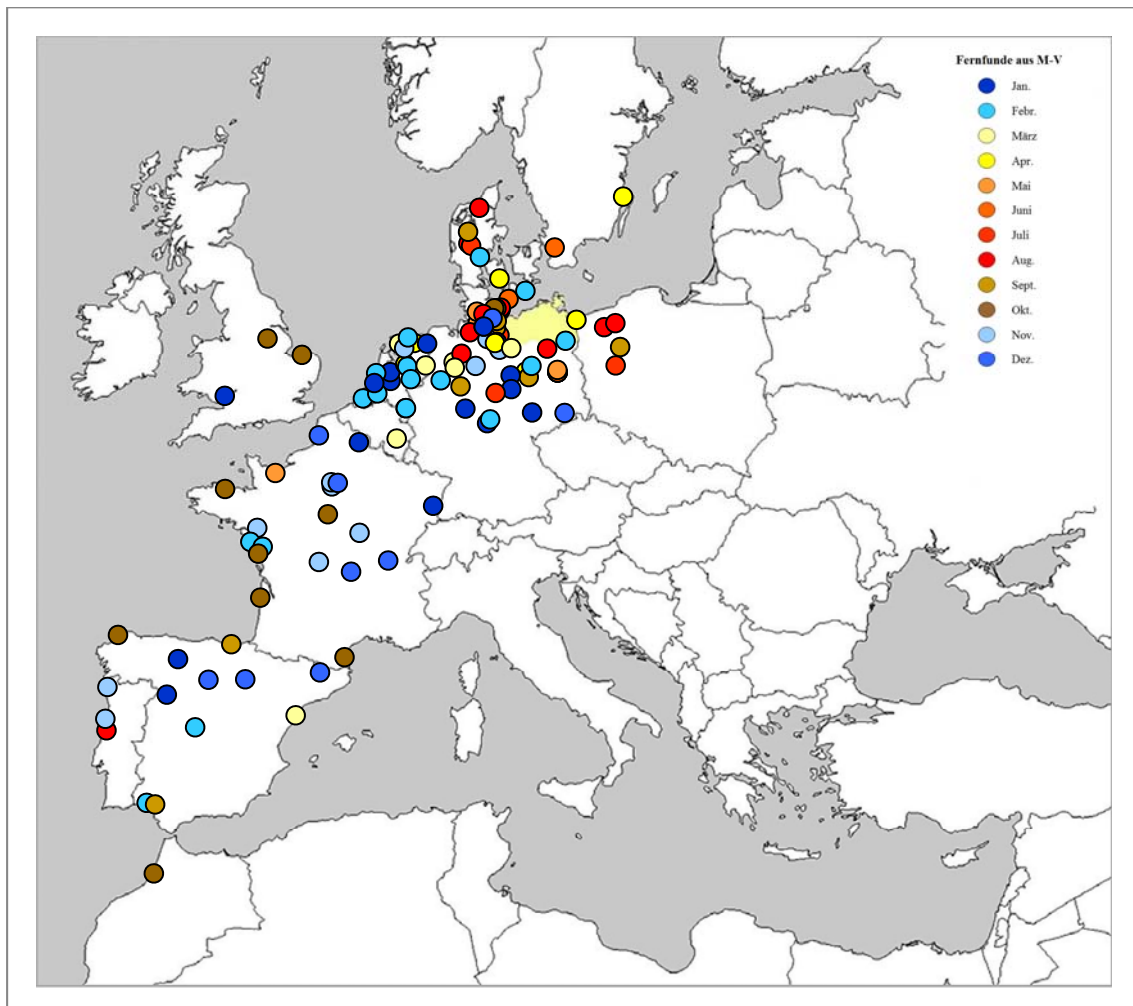 Fernfunde aus M-V
Jan.
Febr.
März
Apr.
Mai
Juni
Juli
Aug.
Sept.
Okt.
Nov.
Dez.